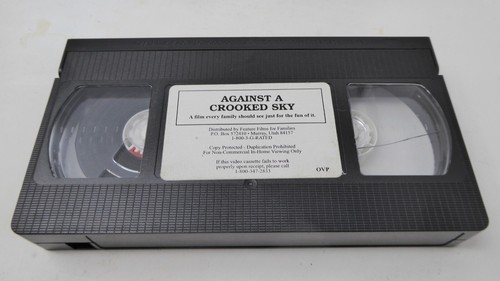 AGAINST A
CROOKED SKY
A film every family should see just for the fun of it.
Distributed by Feature Films for Families
P.O. Box 572410 • Murray, Utah 84157
1-800-5-G-RATED
Copy Protected - Duplication Prohibited
For Non-Commercial In-Home Viewing Only
If this video cassette fails to work
properly upon receipt, please call
1-800-347-2833
OVP